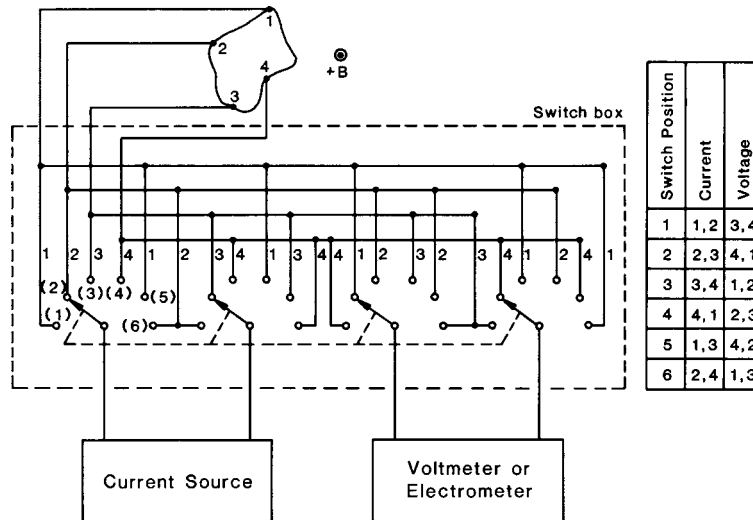 1
2
4
3
+B
Switch box
1 2 3 4 1 2 3 4 1 3 4 4 1 2 3 2 3 4 1 2 4 1
(2) (3) (4) (5)
(1) (6)
Current Source
Voltmeter or
Electrometer
Switch Position Current Voltage
1 1,2 3,4
2 2,3 4,1
3 3,4 1,2
4 4,1 2,3
5 1,3 4,2
6 2,4 1,3